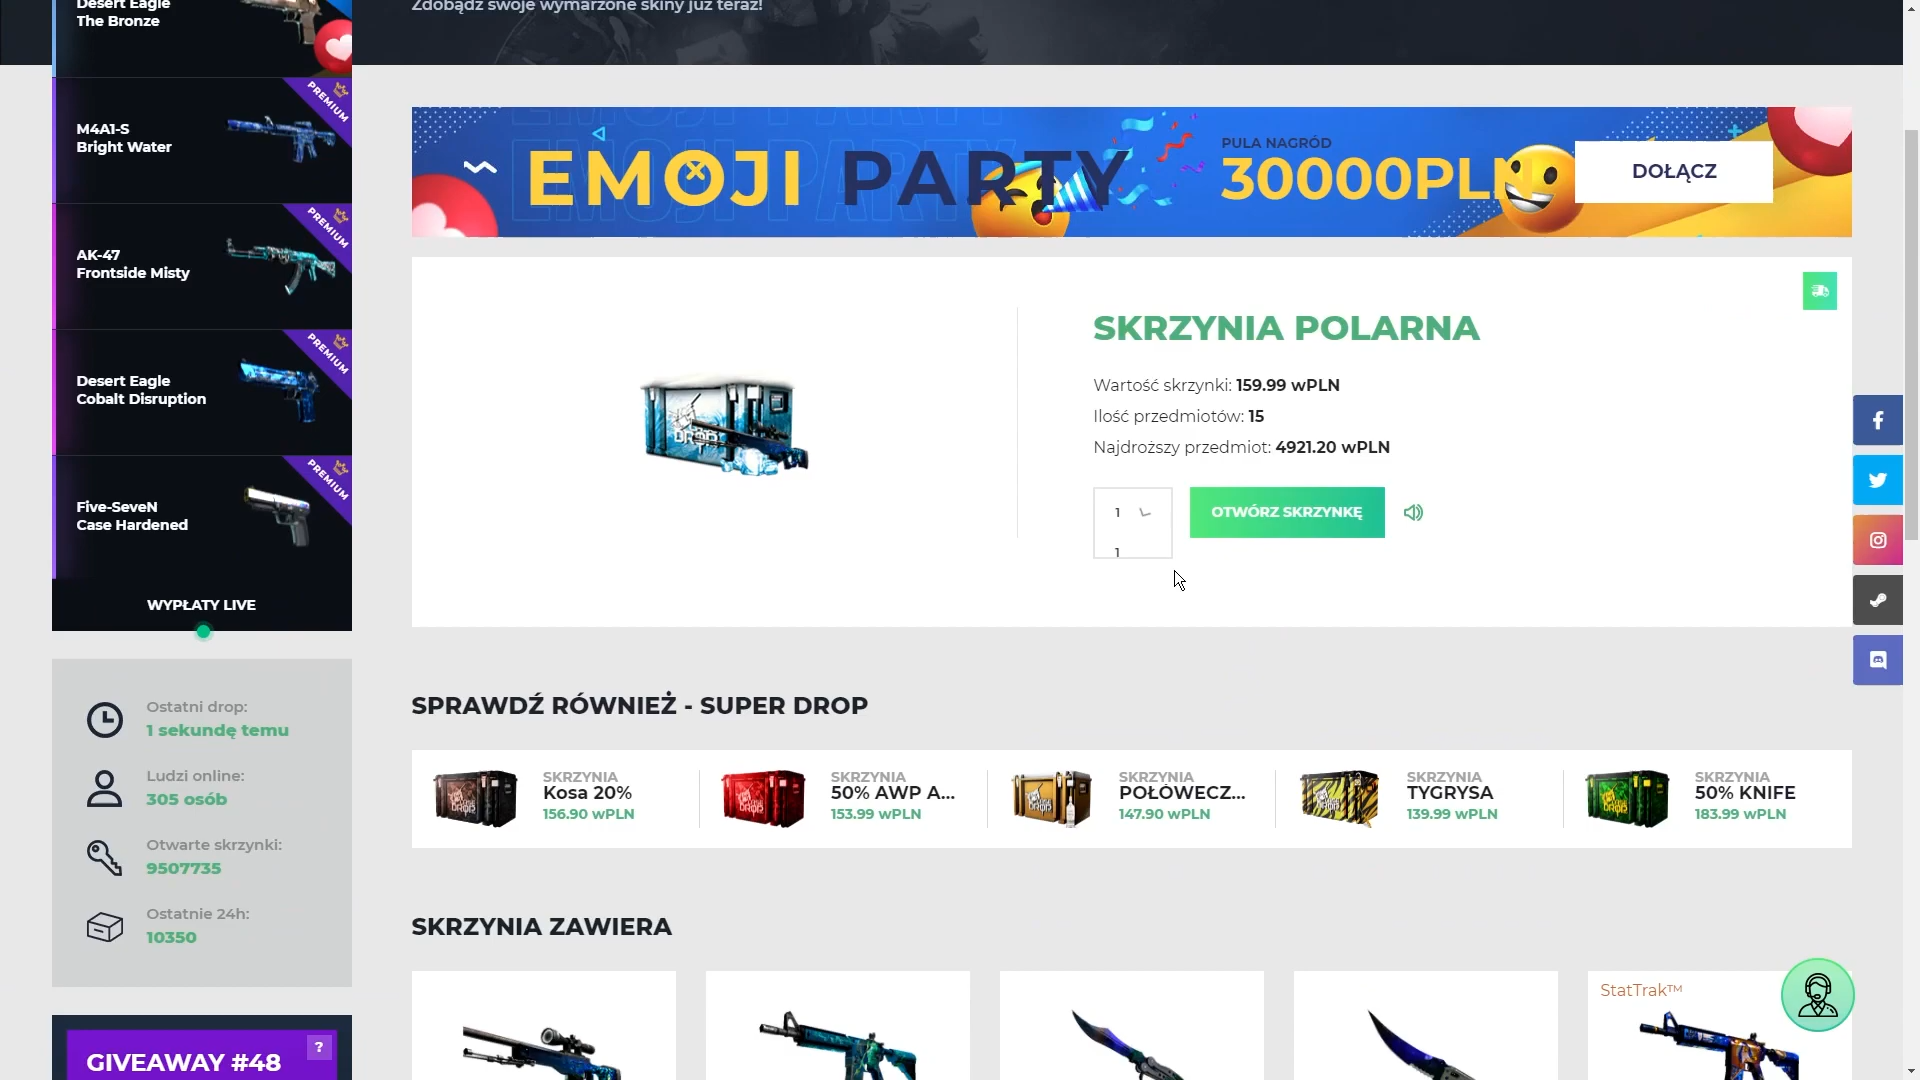 Desert Eagle
The Bronze
PREMIUM
M4A1-S
Bright Water
PREMIUM
AK-47
Frontside Misty
PREMIUM
Desert Eagle
Cobalt Disruption
PREMIUM
Five-SeveN
Case Hardened
WYPŁATY LIVE
Ostatni drop:
1 sekundę temu
Ludzi online:
305 osób
Otwarte skrzynki:
9507735
Ostatnie 24h:
10350
GIVEAWAY #48
?
Zdobądź swoje wymarzone skiny już teraz!
EMOJI PARTY
PULA NAGRÓD
30000PLN
DOŁĄCZ
SKRZYNIA POLARNA
Wartość skrzynki: 159.99 wPLN
Ilość przedmiotów: 15
Najdroższy przedmiot: 4921.20 wPLN
1
OTWÓRZ SKRZYNKĘ
1
SPRAWDŹ RÓWNIEŻ - SUPER DROP
SKRZYNIA
Kosa 20%
156.90 wPLN
SKRZYNIA
50% AWP A...
153.99 wPLN
SKRZYNIA
POŁÓWECZ...
147.90 wPLN
SKRZYNIA
TYGRYSA
139.99 wPLN
SKRZYNIA
50% KNIFE
183.99 wPLN
SKRZYNIA ZAWIERA
StatTrak™